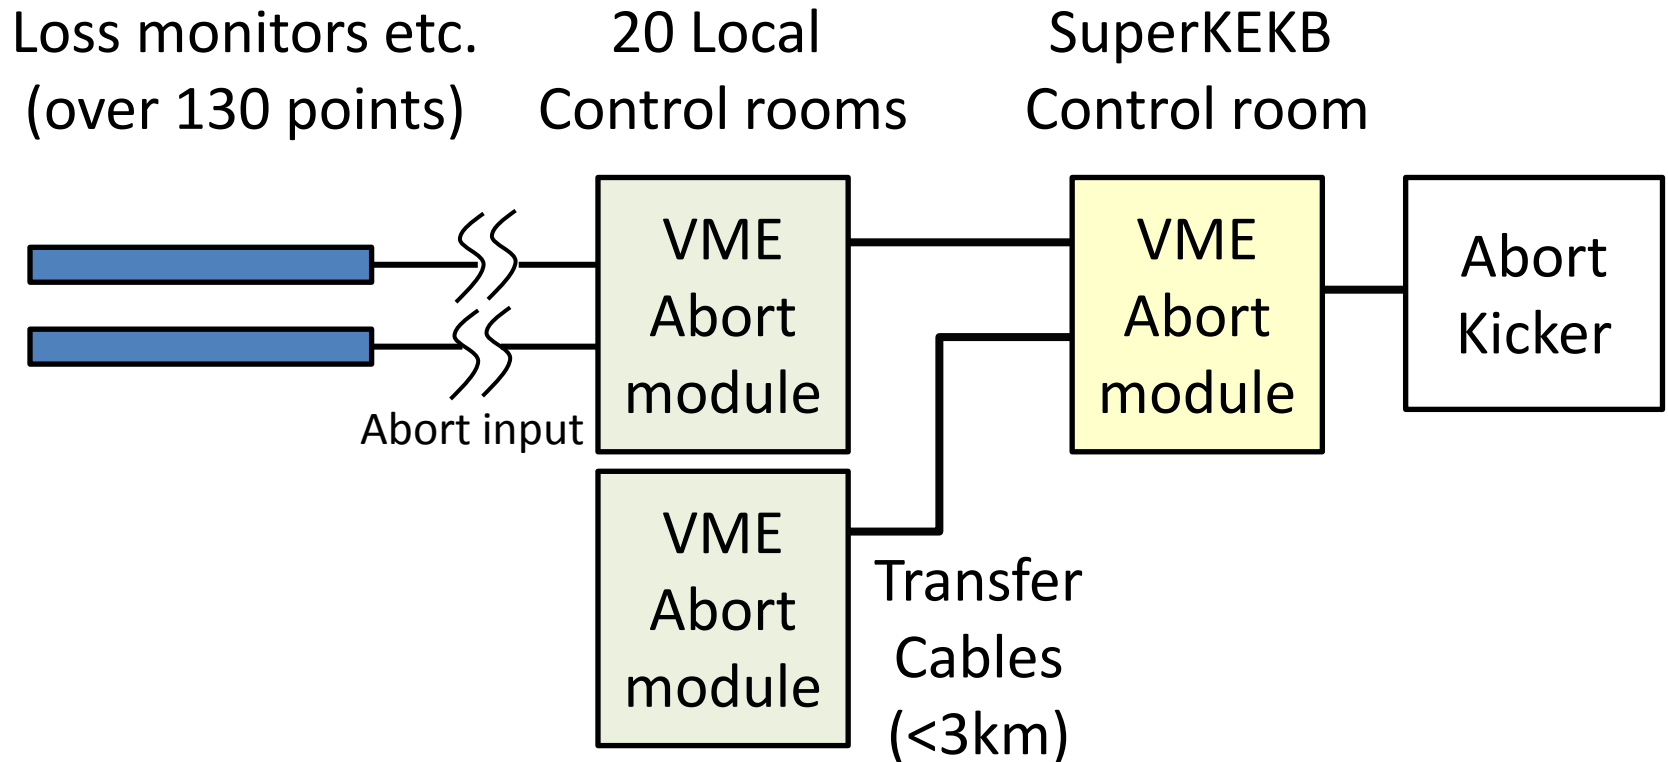 Loss monitors etc.
(over 130 points)
20 Local
Control rooms
SuperKEKB
Control room
Abort input
VME
Abort
module
VME
Abort
module
Transfer
Cables
(<3km)
VME
Abort
module
Abort
Kicker